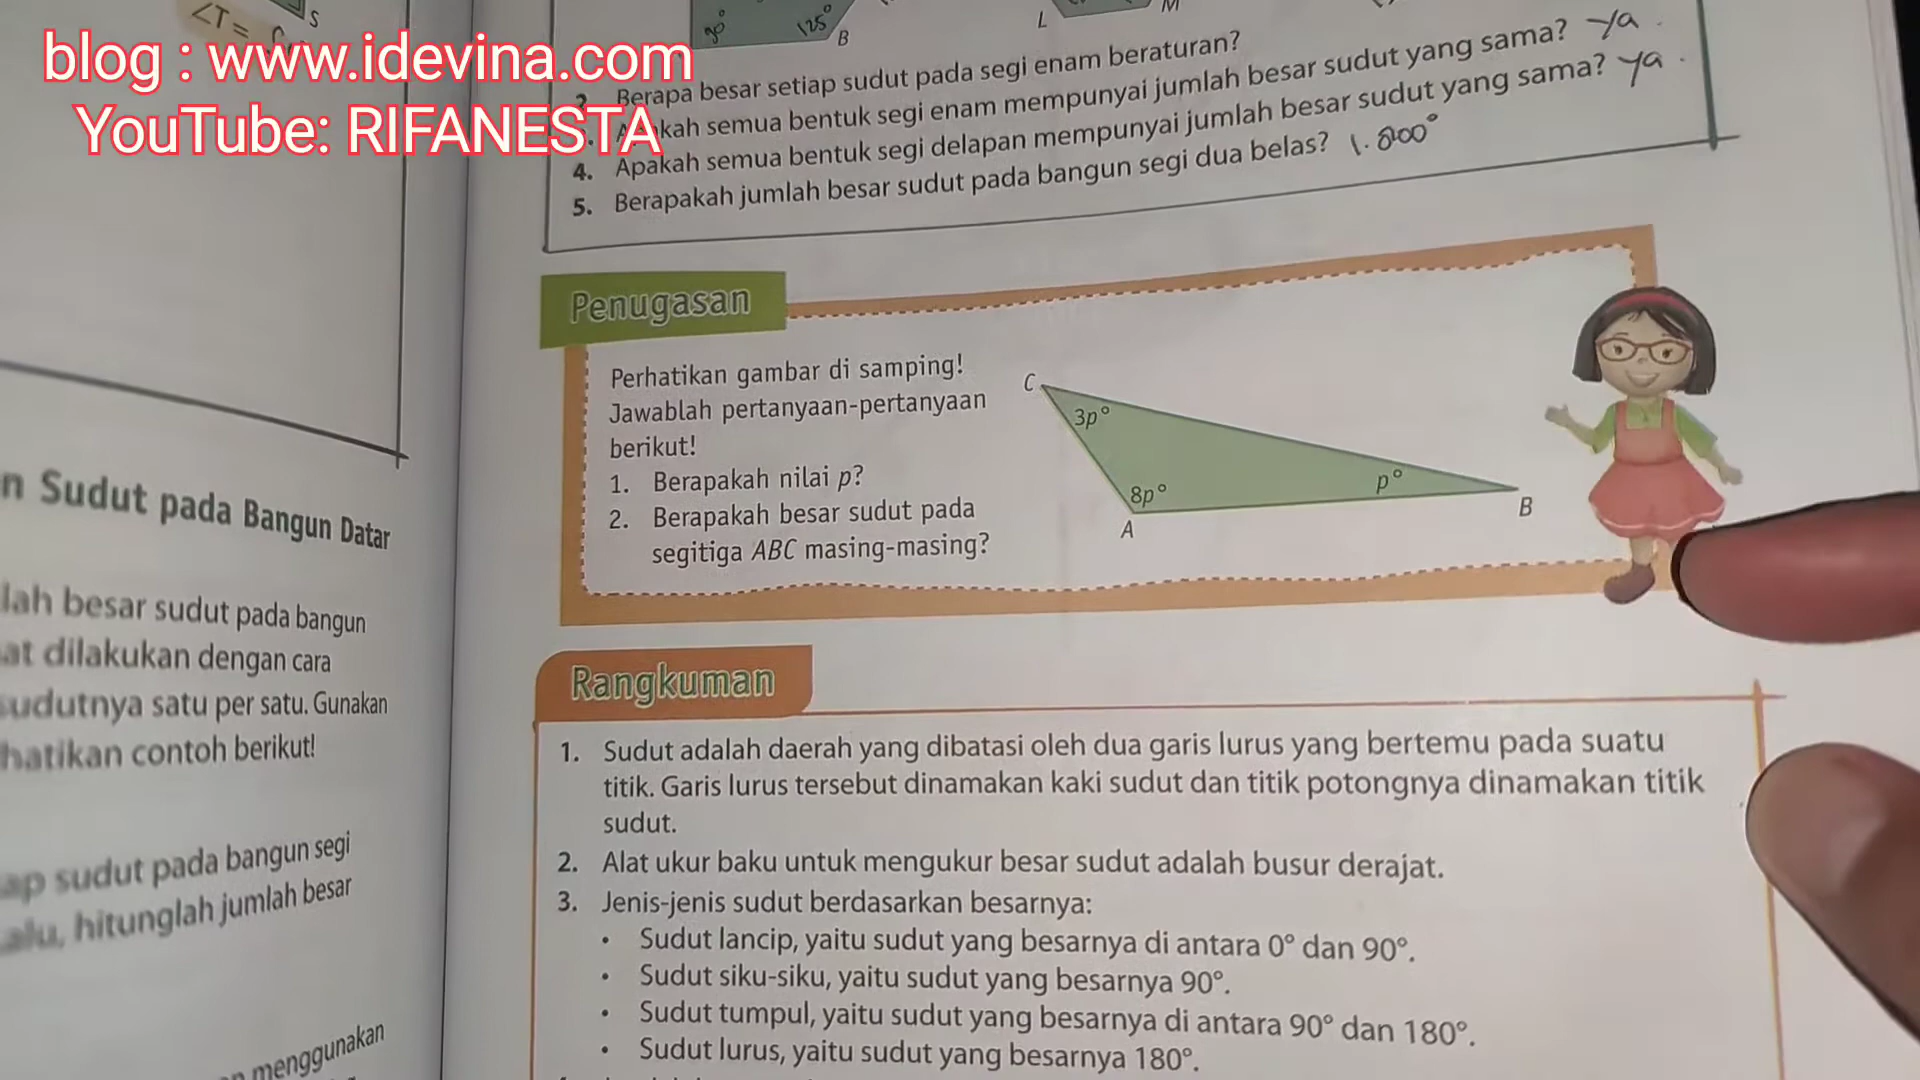 ∠T =
S
90°
125°
B
L
M
blog : www.idevina.com
YouTube: RIFANESTA
Berapa besar setiap sudut pada segi enam beraturan?
semua bentuk segi enam mempunyai jumlah besar sudut yang sama? Ya
4. Apakah semua bentuk segi delapan mempunyai jumlah besar sudut yang sama? Ya.
5. Berapakah jumlah besar sudut pada bangun segi dua belas? 1.800°
n Sudut pada Bangun Datar
lah besar sudut pada bangun
at dilakukan dengan cara
sudutnya satu per satu. Gunakan
hatikan contoh berikut!
ap sudut pada bangun segi
alu, hitunglah jumlah besar
menggunakan
Penugasan
Perhatikan gambar di samping!
Jawablah pertanyaan-pertanyaan
berikut!
1. Berapakah nilai p?
2. Berapakah besar sudut pada
segitiga ABC masing-masing?
C
3p°
8p°
p°
A
B
Rangkuman
1. Sudut adalah daerah yang dibatasi oleh dua garis lurus yang bertemu pada suatu
titik. Garis lurus tersebut dinamakan kaki sudut dan titik potongnya dinamakan titik
sudut.
2. Alat ukur baku untuk mengukur besar sudut adalah busur derajat.
3. Jenis-jenis sudut berdasarkan besarnya:
• Sudut lancip, yaitu sudut yang besarnya di antara 0° dan 90°.
• Sudut siku-siku, yaitu sudut yang besarnya 90°.
• Sudut tumpul, yaitu sudut yang besarnya di antara 90° dan 180°.
• Sudut lurus, yaitu sudut yang besarnya 180°.